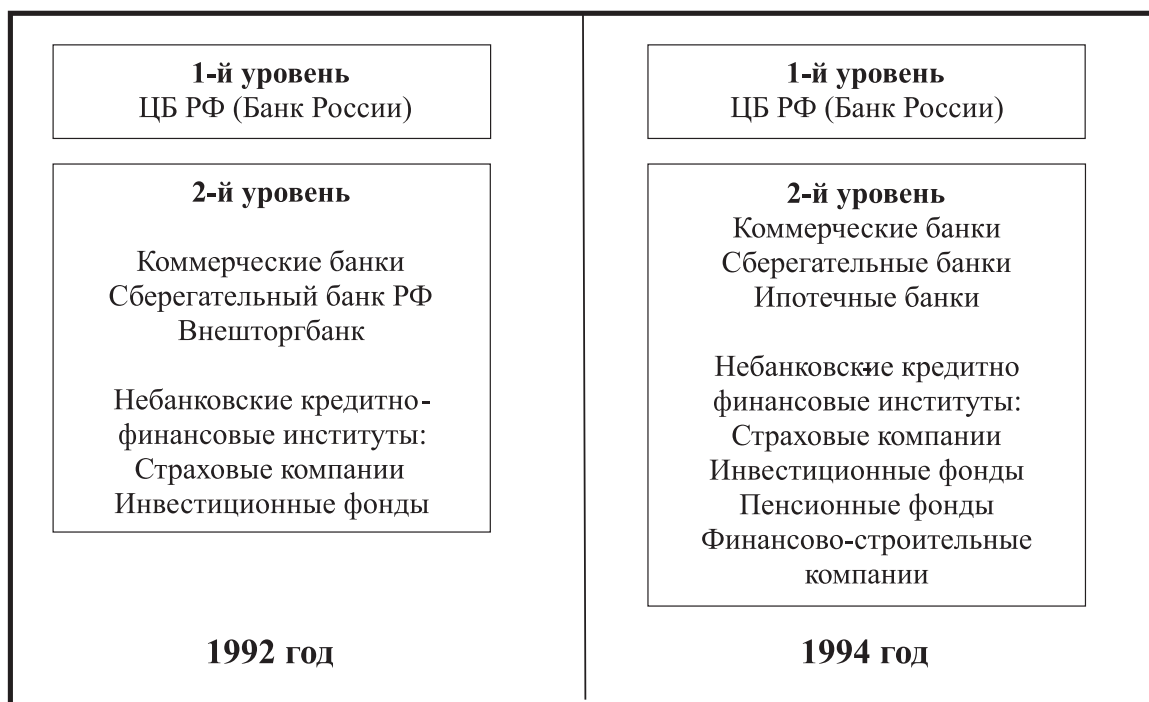 1-й уровень
ЦБ РФ (Банк России)
2-й уровень
Коммерческие банки
Сберегательный банк РФ
Внешторгбанк
Небанковские кредитно-
финансовые институты:
Страховые компании
Инвестиционные фонды
1992 год
1-й уровень
ЦБ РФ (Банк России)
2-й уровень
Коммерческие банки
Сберегательные банки
Ипотечные банки
Небанковские кредитно
финансовые институты:
Страховые компании
Инвестиционные фонды
Пенсионные фонды
Финансово-строительные
компании
1994 год